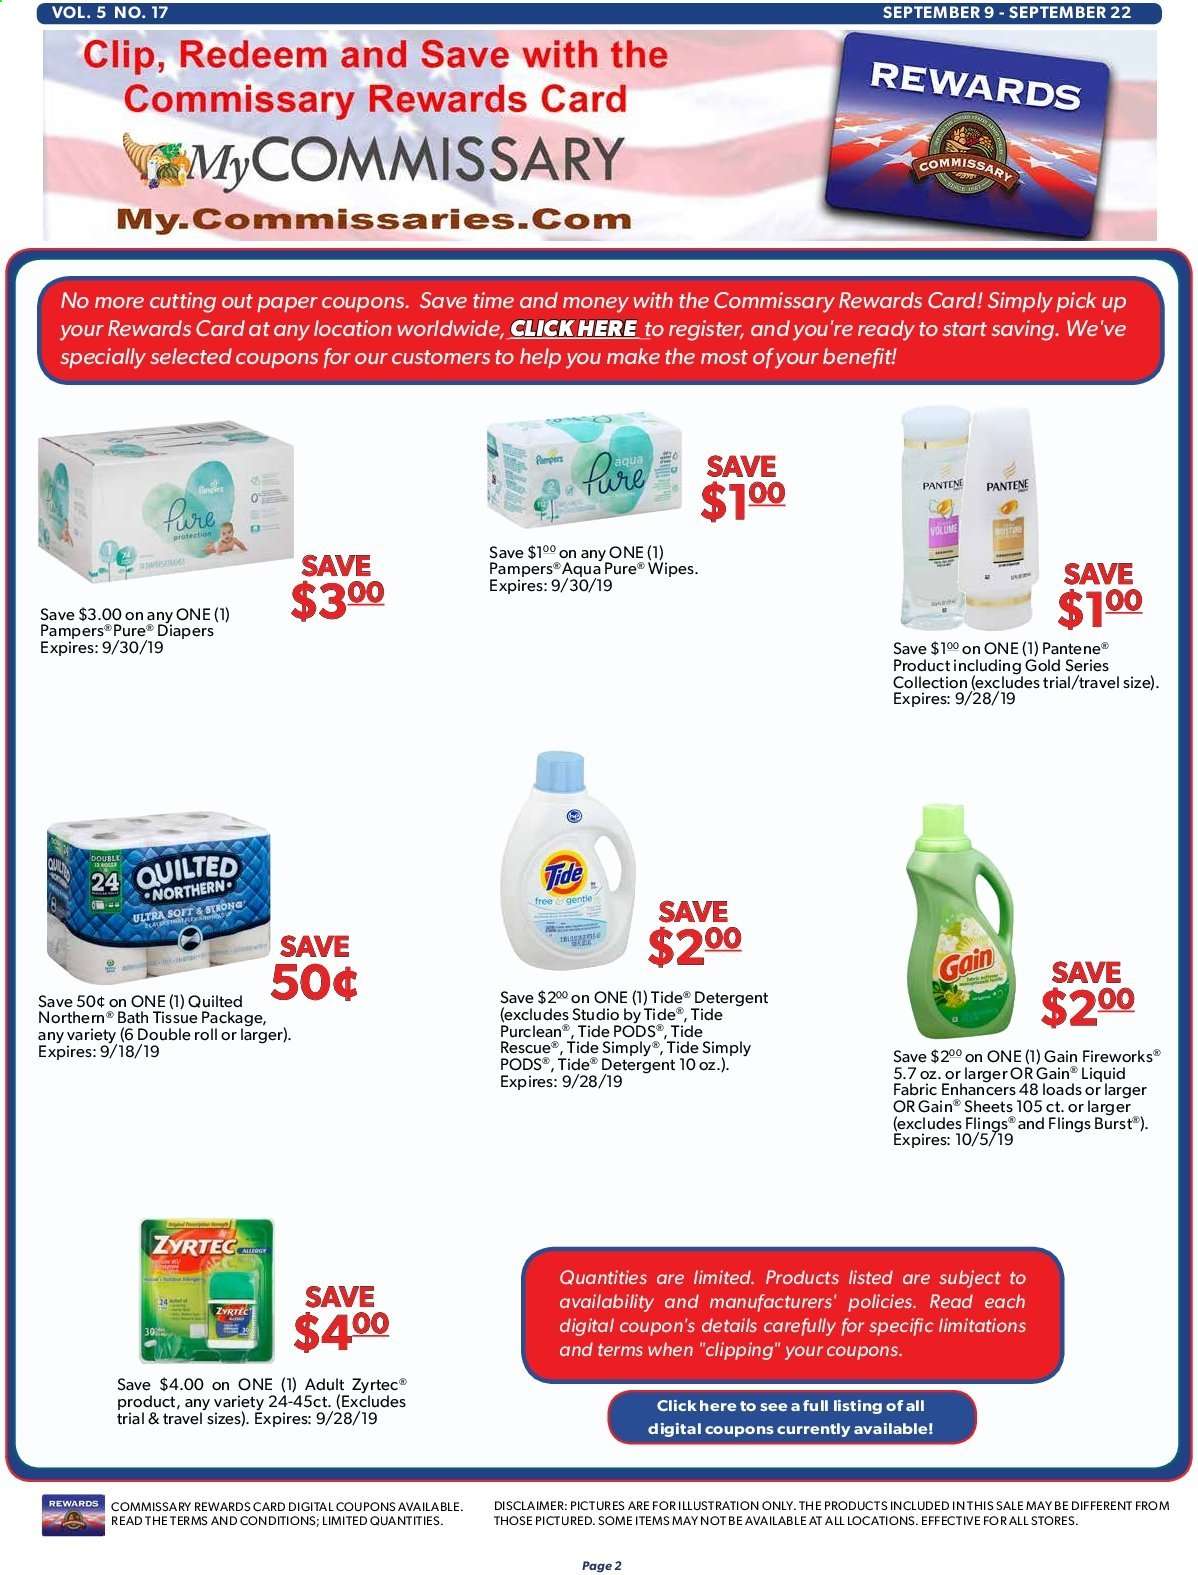 VOL. 5 NO. 17
SEPTEMBER 9 - SEPTEMBER 22
Clip, Redeem and Save with the
Commissary Rewards Card
MyCOMMISSARY
My.Commissaries.Com
REWARDS
COMMISSARY
No more cutting out paper coupons. Save time and money with the Commissary Rewards Card! Simply pick up
your Rewards Card at any location worldwide, CLICK HERE to register, and you're ready to start saving. We've
specially selected coupons for our customers to help you make the most of your benefit!
Pampers
Pure
protection
SAVE
$3.00
Save $3.00 on any ONE (1)
Pampers® Pure® Diapers
Expires: 9/30/19
Pampers
aqua
Pure
SAVE
$1.00
Save $1.00 on any ONE (1)
Pampers® Aqua Pure® Wipes.
Expires: 9/30/19
PANTENE
VOLUME
PANTENE
MOISTURE
SAVE
$1.00
Save $1.00 on ONE (1) Pantene®
Product including Gold Series
Collection (excludes trial/travel size).
Expires: 9/28/19
DOUBLE
24
QUILTED
NORTHERN
ULTRA SOFT & STRONG
SAVE
50¢
Save 50¢ on ONE (1) Quilted
Northern® Bath Tissue Package,
any variety (6 Double roll or larger).
Expires: 9/18/19
Tide
free & gentle
SAVE
$2.00
Save $2.00 on ONE (1) Tide® Detergent
(excludes Studio by Tide®, Tide
Purclean®, Tide PODS®, Tide
Rescue®, Tide Simply®, Tide Simply
PODS®, Tide® Detergent 10 oz.).
Expires: 9/28/19
Gain
SAVE
$2.00
Save $2.00 on ONE (1) Gain Fireworks®
5.7 oz. or larger OR Gain® Liquid
Fabric Enhancers 48 loads or larger
OR Gain® Sheets 105 ct. or larger
(excludes Flings® and Flings Burst®).
Expires: 10/5/19
Original Prescription Strength
ZYRTEC
ALLERGY
24
ZYRTEC
30
SAVE
$4.00
Save $4.00 on ONE (1) Adult Zyrtec®
product, any variety 24-45ct. (Excludes
trial & travel sizes). Expires: 9/28/19
Quantities are limited. Products listed are subject to
availability and manufacturers' policies. Read each
digital coupon's details carefully for specific limitations
and terms when "clipping" your coupons.
Click here to see a full listing of all
digital coupons currently available!
REWARDS
COMMISSARY REWARDS CARD DIGITAL COUPONS AVAILABLE.
READ THE TERMS AND CONDITIONS; LIMITED QUANTITIES.
DISCLAIMER: PICTURES ARE FOR ILLUSTRATION ONLY. THE PRODUCTS INCLUDED IN THIS SALE MAY BE DIFFERENT FROM
THOSE PICTURED. SOME ITEMS MAY NOT BE AVAILABLE AT ALL LOCATIONS. EFFECTIVE FOR ALL STORES.
Page 2